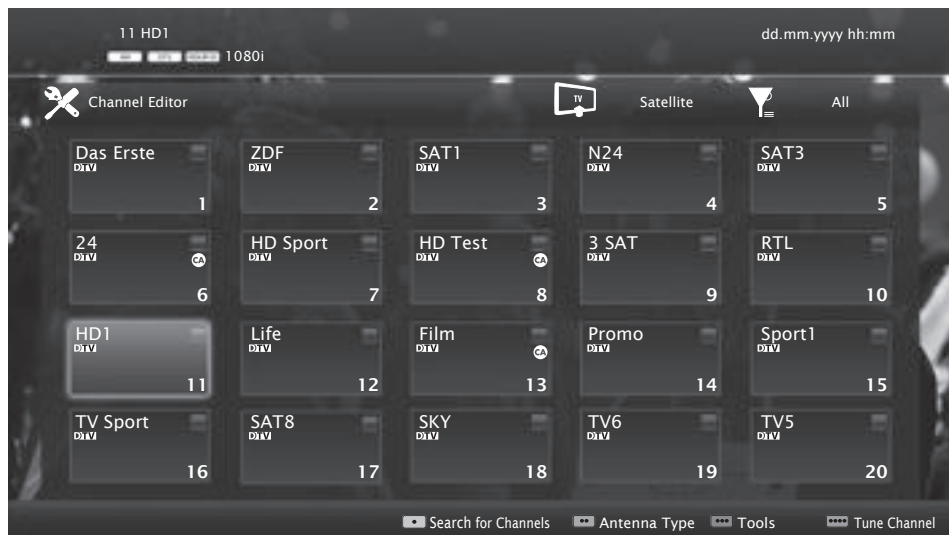 11 HD1
dd.mm.yyyy hh:mm
1080i
Channel Editor
TV
Satellite
All
Das Erste
DTV
1
ZDF
DTV
2
SAT1
DTV
3
N24
DTV
4
SAT3
DTV
5
24
DTV
CA
6
HD Sport
DTV
7
HD Test
DTV
CA
8
3 SAT
DTV
9
RTL
DTV
10
HD1
DTV
11
Life
DTV
12
Film
DTV
CA
13
Promo
DTV
14
Sport1
DTV
15
TV Sport
DTV
16
SAT8
DTV
17
SKY
DTV
18
TV6
DTV
19
TV5
DTV
20
Search for Channels
Antenna Type
Tools
Tune Channel